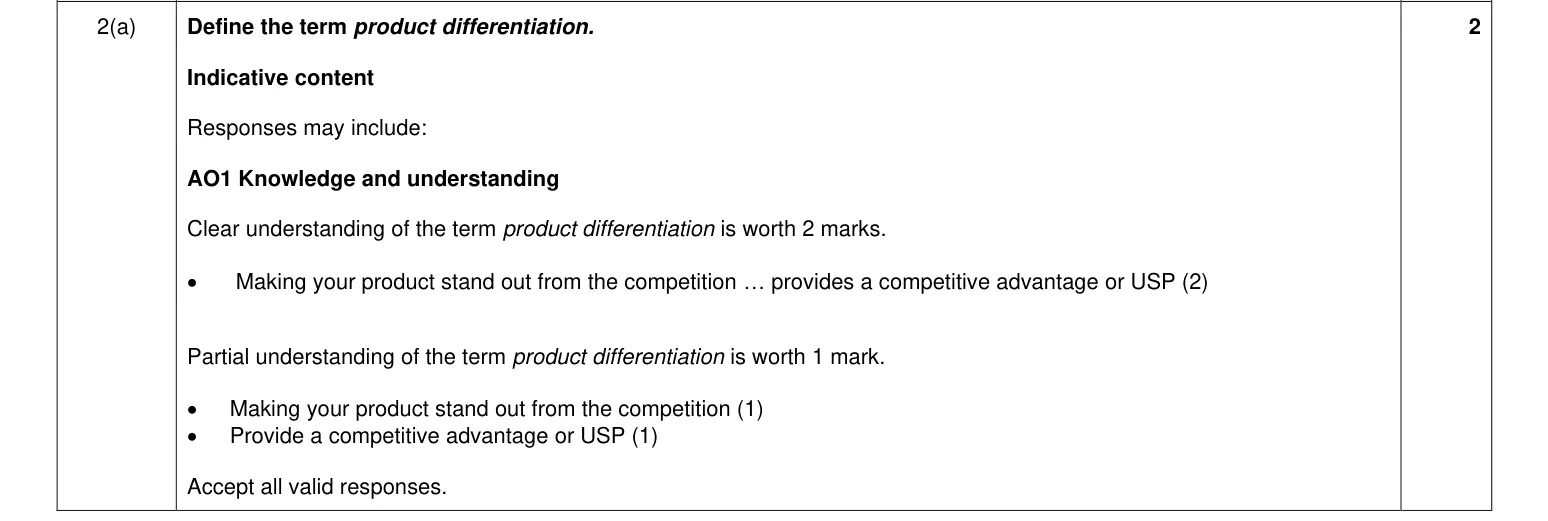 2(a) Define the term product differentiation. 2
Indicative content
Responses may include:
AO1 Knowledge and understanding
Clear understanding of the term product differentiation is worth 2 marks.
• Making your product stand out from the competition … provides a competitive advantage or USP (2)
Partial understanding of the term product differentiation is worth 1 mark.
• Making your product stand out from the competition (1)
• Provide a competitive advantage or USP (1)
Accept all valid responses.